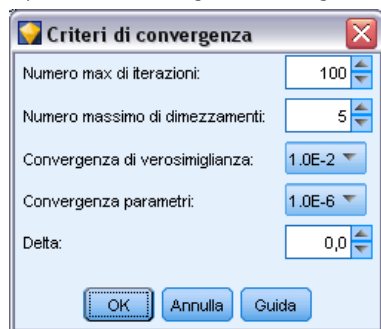 Criteri di convergenza
Numero max di iterazioni: 100
Numero massimo di dimezzamenti: 5
Convergenza di verosimiglianza: 1.0E-2
Convergenza parametri: 1.0E-6
Delta: 0,0
OK Annulla Guida